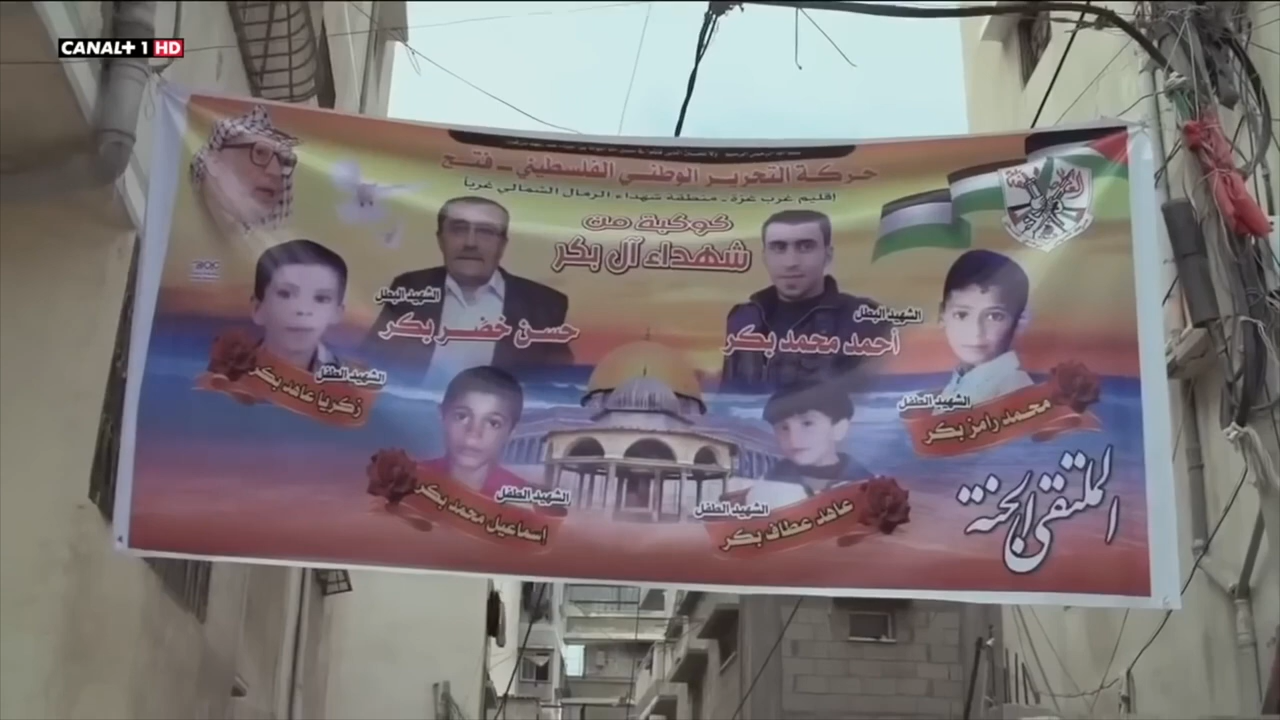 CANAL+ 1 HD
حركة التحرير الوطني الفلسطيني - فتح
إقليم غرب غزة - منطقة شهداء الرمال الشمالي غربا
كوكبة من
شهداء آل بكر
الشهيد البطل
أحمد محمد بكر
الشهيد البطل
حسن خضر بكر
الشهيد الطفل
محمد رامز بكر
الشهيد الطفل
عاهد عطاف بكر
الشهيد الطفل
اسماعيل محمد بكر
الشهيد الطفل
زكريا عاهد بكر
الملتقى الجنة